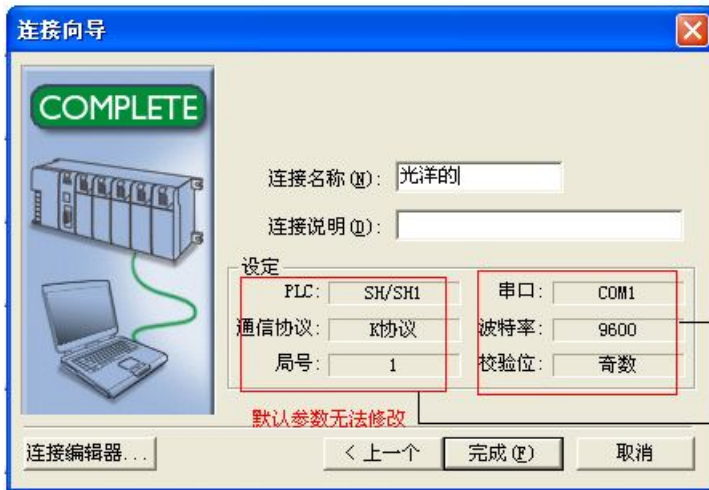 连接向导
COMPLETE
连接名称(N): 光洋的
连接说明(D):
设定
PLC: SH/SH1 串口: COM1
通信协议: K协议 波特率: 9600
局号: 1 校验位: 奇数
默认参数无法修改
连接编辑器... < 上一个 完成(F) 取消